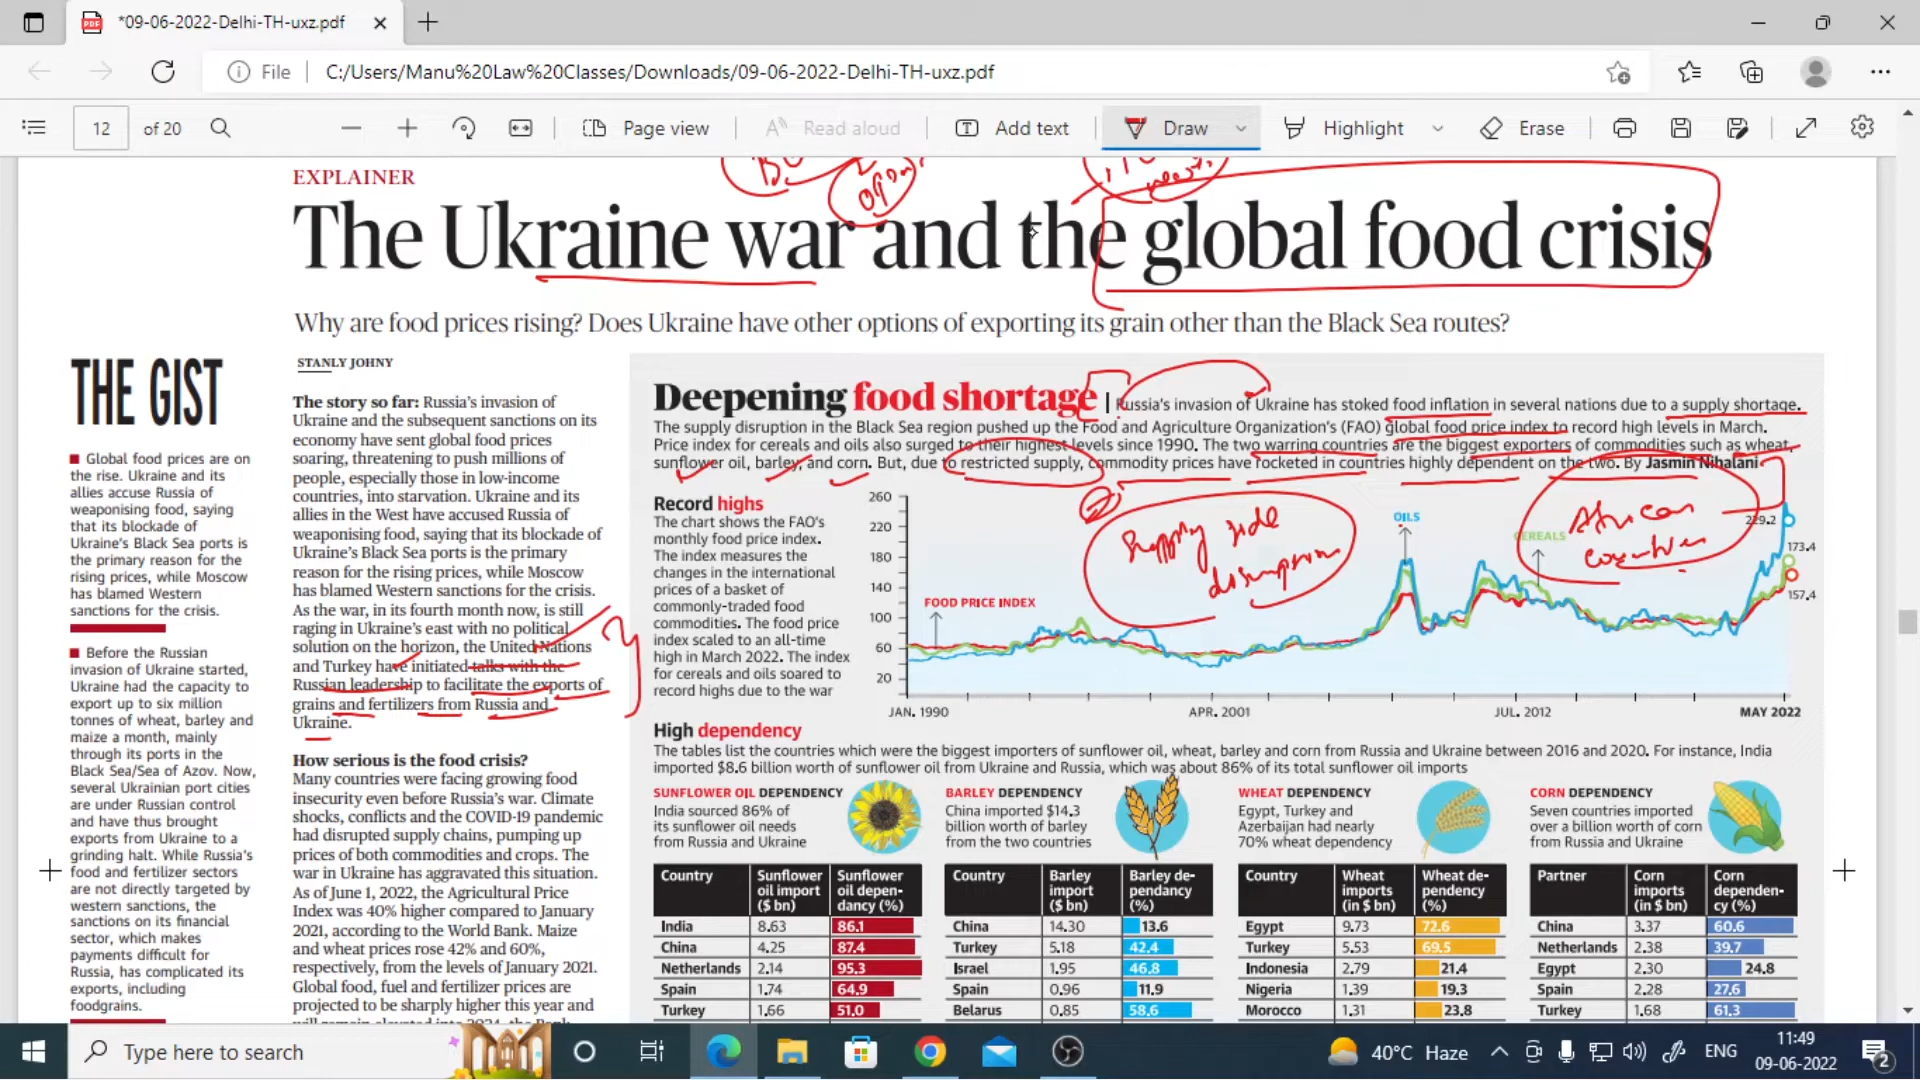 *09-06-2022-Delhi-TH-uxz.pdf
File
C:/Users/Manu%20Law%20Classes/Downloads/09-06-2022-Delhi-TH-uxz.pdf
12 of 20
Page view
Read aloud
Add text
Draw
Highlight
Erase
EXPLAINER
The Ukraine war and the global food crisis
Why are food prices rising? Does Ukraine have other options of exporting its grain other than the Black Sea routes?
THE GIST
Global food prices are on
the rise. Ukraine and its
allies accuse Russia of
weaponising food, saying
that its blockade of
Ukraine's Black Sea ports is
the primary reason for the
rising prices, while Moscow
has blamed Western
sanctions for the crisis.
Before the Russian
invasion of Ukraine started,
Ukraine had the capacity to
export up to six million
tonnes of wheat, barley and
maize a month, mainly
through its ports in the
Black Sea/Sea of Azov. Now,
several Ukrainian port cities
are under Russian control
and have thus brought
exports from Ukraine to a
grinding halt. While Russia's
food and fertilizer sectors
are not directly targeted by
western sanctions, the
sanctions on its financial
sector, which makes
payments difficult for
Russia, has complicated its
exports, including
foodgrains.
STANLY JOHNY
The story so far: Russia's invasion of
Ukraine and the subsequent sanctions on its
economy have sent global food prices
soaring, threatening to push millions of
people, especially those in low-income
countries, into starvation. Ukraine and its
allies in the West have accused Russia of
weaponising food, saying that its blockade of
Ukraine's Black Sea ports is the primary
reason for the rising prices, while Moscow
has blamed Western sanctions for the crisis.
As the war, in its fourth month now, is still
raging in Ukraine's east with no political
solution on the horizon, the United Nations
and Turkey have initiated talks with the
Russian leadership to facilitate the exports of
grains and fertilizers from Russia and
Ukraine.
How serious is the food crisis?
Many countries were facing growing food
insecurity even before Russia's war. Climate
shocks, conflicts and the COVID-19 pandemic
had disrupted supply chains, pumping up
prices of both commodities and crops. The
war in Ukraine has aggravated this situation.
As of June 1, 2022, the Agricultural Price
Index was 40% higher compared to January
2021, according to the World Bank. Maize
and wheat prices rose 42% and 60%,
respectively, from the levels of January 2021.
Global food, fuel and fertilizer prices are
projected to be sharply higher this year and
Deepening food shortage | Russia's invasion of Ukraine has stoked food inflation in several nations due to a supply shortage.
The supply disruption in the Black Sea region pushed up the Food and Agriculture Organization's (FAO) global food price index to record high levels in March.
Price index for cereals and oils also surged to their highest levels since 1990. The two warring countries are the biggest exporters of commodities such as wheat,
sunflower oil, barley, and corn. But, due to restricted supply, commodity prices have rocketed in countries highly dependent on the two. By Jasmin Nihalani
Record highs
The chart shows the FAO's
monthly food price index.
The index measures the
changes in the international
prices of a basket of
commonly-traded food
commodities. The food price
index scaled to an all-time
high in March 2022. The index
for cereals and oils soared to
record highs due to the war
260
220
180
140
100
60
20
FOOD PRICE INDEX
OILS
CEREALS
229.2
173.4
157.4
JAN. 1990
APR. 2001
JUL. 2012
MAY 2022
Supply side
disruption
African
countries
High dependency
The tables list the countries which were the biggest importers of sunflower oil, wheat, barley and corn from Russia and Ukraine between 2016 and 2020. For instance, India
imported $8.6 billion worth of sunflower oil from Ukraine and Russia, which was about 86% of its total sunflower oil imports
SUNFLOWER OIL DEPENDENCY
India sourced 86% of
its sunflower oil needs
from Russia and Ukraine
Country Sunflower oil import ($ bn) Sunflower oil depen-dancy (%)
India 8.63 86.1
China 4.25 87.4
Netherlands 2.14 95.3
Spain 1.74 64.9
Turkey 1.66 51.0
BARLEY DEPENDENCY
China imported $14.3
billion worth of barley
from the two countries
Country Barley import ($ bn) Barley de-pendancy (%)
China 14.30 13.6
Turkey 5.18 42.4
Israel 1.95 46.8
Spain 0.96 11.9
Belarus 0.85 58.6
WHEAT DEPENDENCY
Egypt, Turkey and
Azerbaijan had nearly
70% wheat dependency
Country Wheat imports (in $ bn) Wheat de-pendency (%)
Egypt 9.73 72.6
Turkey 5.53 69.5
Indonesia 2.79 21.4
Nigeria 1.39 19.3
Morocco 1.31 23.8
CORN DEPENDENCY
Seven countries imported
over a billion worth of corn
from Russia and Ukraine
Partner Corn imports (in $ bn) Corn dependen-cy (%)
China 3.37 60.6
Netherlands 2.38 39.7
Egypt 2.30 24.8
Spain 2.28 27.6
Turkey 1.68 61.3
Type here to search
40°C Haze
ENG
11:49
09-06-2022
2